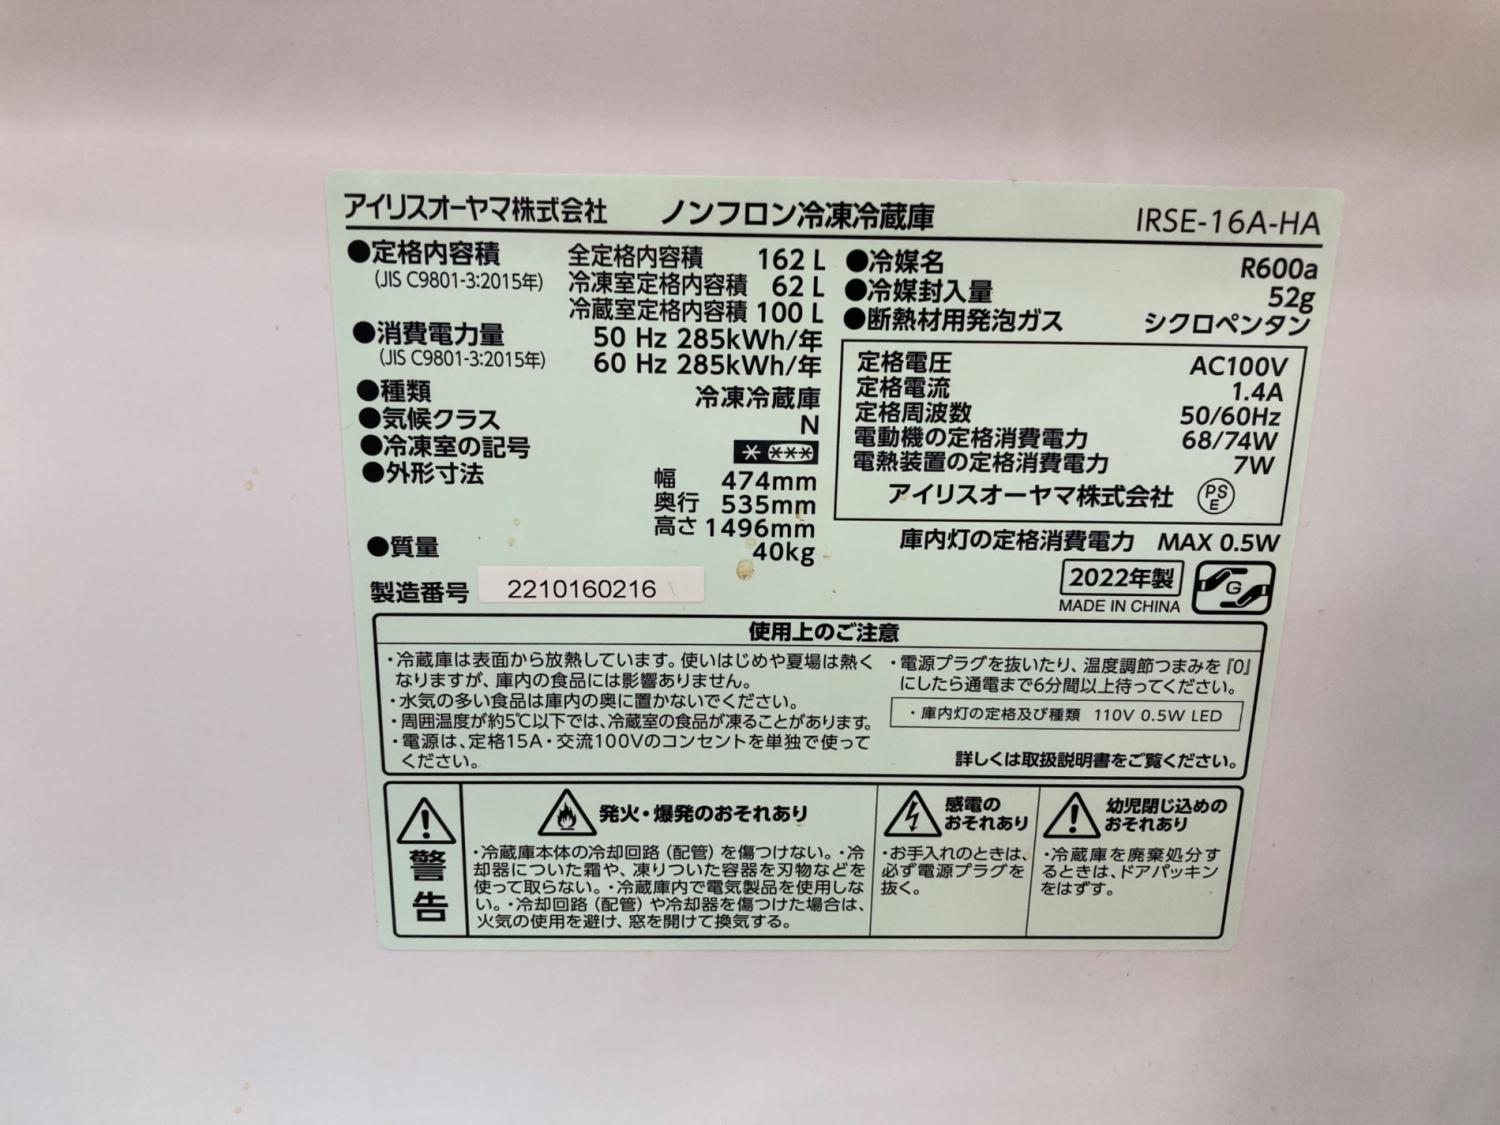 アイリスオーヤマ株式会社 ノンフロン冷凍冷蔵庫 IRSE-16A-HA
●定格内容積 全定格内容積 162 L
(JIS C9801-3:2015年) 冷凍室定格内容積 62 L
冷蔵室定格内容積 100 L
●消費電力量 50 Hz 285kWh/年
(JIS C9801-3:2015年) 60 Hz 285kWh/年
●種類 冷凍冷蔵庫
●気候クラス N
●冷凍室の記号
●外形寸法 幅 474mm
奥行 535mm
高さ 1496mm
●質量 40kg
製造番号 2210160216
●冷媒名 R600a
●冷媒封入量 52g
●断熱材用発泡ガス シクロペンタン
定格電圧 AC100V
定格電流 1.4A
定格周波数 50/60Hz
電動機の定格消費電力 68/74W
電熱装置の定格消費電力 7W
アイリスオーヤマ株式会社 PSE
庫内灯の定格消費電力 MAX 0.5W
2022年製
MADE IN CHINA
G
使用上のご注意
・冷蔵庫は表面から放熱しています。使いはじめや夏場は熱く
なりますが、庫内の食品には影響ありません。
・水気の多い食品は庫内の奥に置かないでください。
・周囲温度が約5℃以下では、冷蔵室の食品が凍ることがあります。
・電源は、定格15A・交流100Vのコンセントを単独で使って
ください。
・電源プラグを抜いたり、温度調節つまみを『0』
にしたら通電まで6分間以上待ってください。
・庫内灯の定格及び種類 110V 0.5W LED
詳しくは取扱説明書をご覧ください。
警
告
発火・爆発のおそれあり
・冷蔵庫本体の冷却回路（配管）を傷つけない。・冷
却器についた霜や、凍りついた容器を刃物などを
使って取らない。・冷蔵庫内で電気製品を使用しな
い。・冷却回路（配管）や冷却器を傷つけた場合は、
火気の使用を避け、窓を開けて換気する。
感電の
おそれあり
・お手入れのときは、
必ず電源プラグを
抜く。
幼児閉じ込めの
おそれあり
・冷蔵庫を廃棄処分す
るときは、ドアパッキン
をはずす。